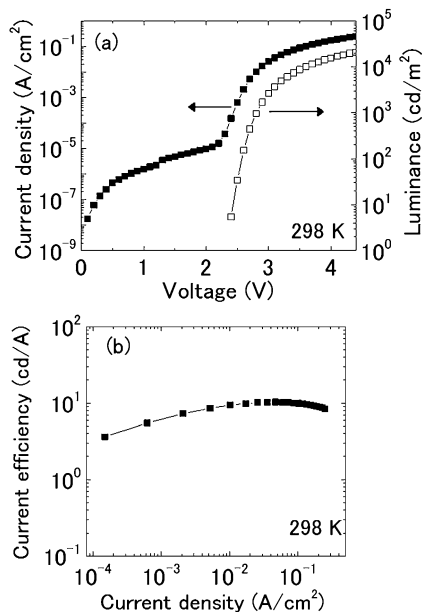 (a)
Current density (A/cm²)
10⁻¹
10⁻³
10⁻⁵
10⁻⁷
10⁻⁹
Luminance (cd/m²)
10⁵
10⁴
10³
10²
10¹
10⁰
298 K
0 1 2 3 4
Voltage (V)
(b)
Current efficiency (cd/A)
10²
10¹
10⁰
10⁻¹
298 K
10⁻⁴ 10⁻³ 10⁻² 10⁻¹
Current density (A/cm²)